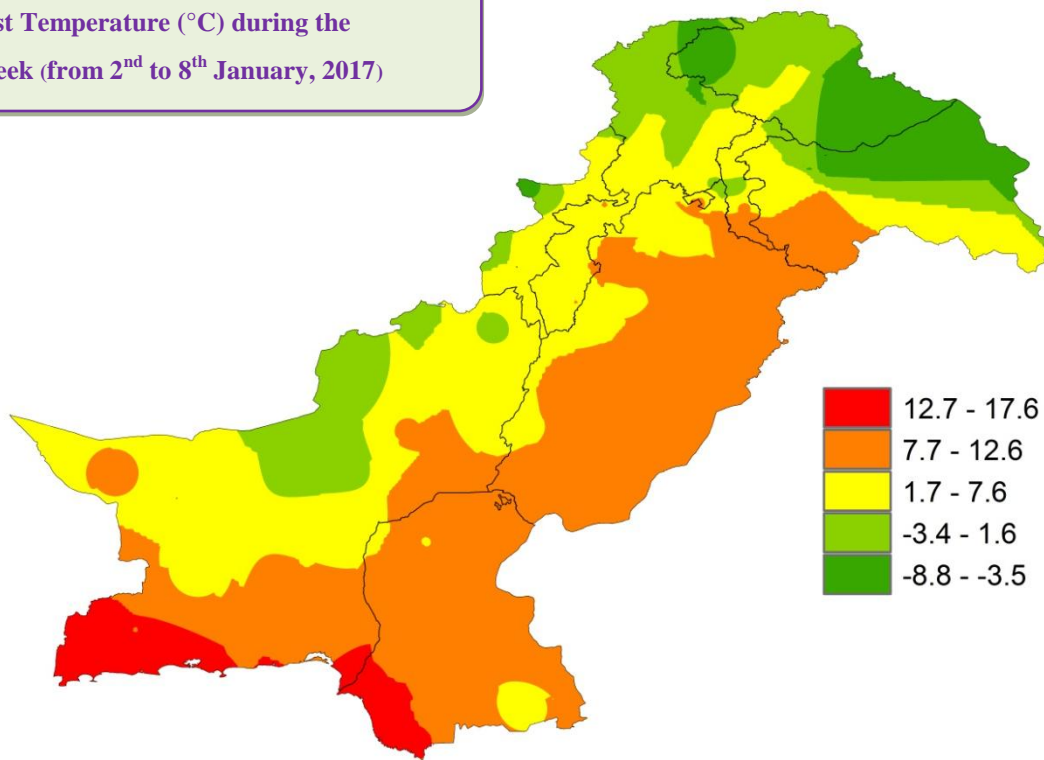 st Temperature (°C) during the
eek (from 2nd to 8th January, 2017)
12.7 - 17.6
7.7 - 12.6
1.7 - 7.6
-3.4 - 1.6
-8.8 - -3.5